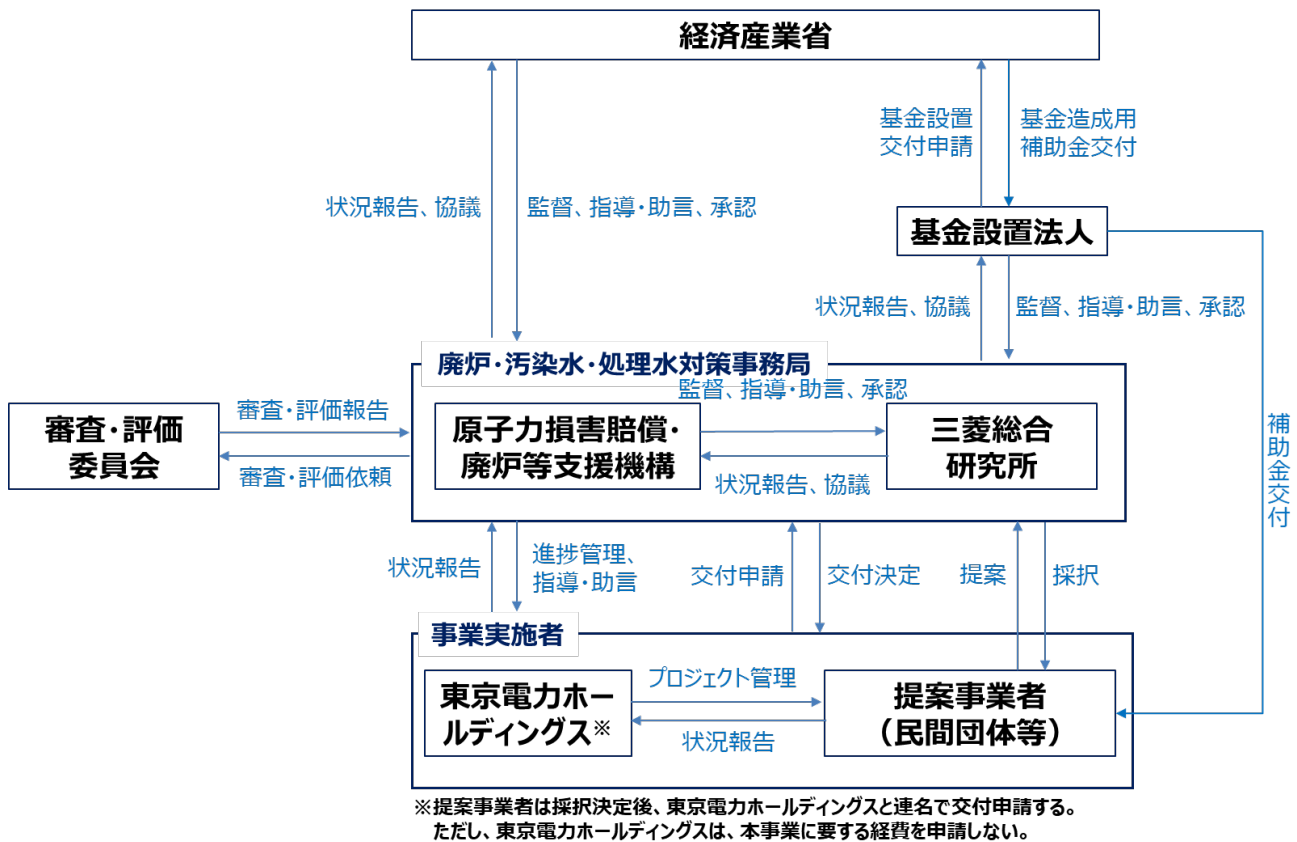 経済産業省
基金設置
交付申請
基金造成用
補助金交付
状況報告、協議
監督、指導・助言、承認
基金設置法人
状況報告、協議
監督、指導・助言、承認
廃炉・汚染水・処理水対策事務局
監督、指導・助言、承認
審査・評価
委員会
審査・評価報告
審査・評価依頼
原子力損害賠償・
廃炉等支援機構
三菱総合
研究所
状況報告、協議
補助金交付
状況報告
進捗管理、
指導・助言
交付申請
交付決定
提案
採択
事業実施者
東京電力ホー
ルディングス※
プロジェクト管理
状況報告
提案事業者
（民間団体等）
※提案事業者は採択決定後、東京電力ホールディングスと連名で交付申請する。
ただし、東京電力ホールディングスは、本事業に要する経費を申請しない。